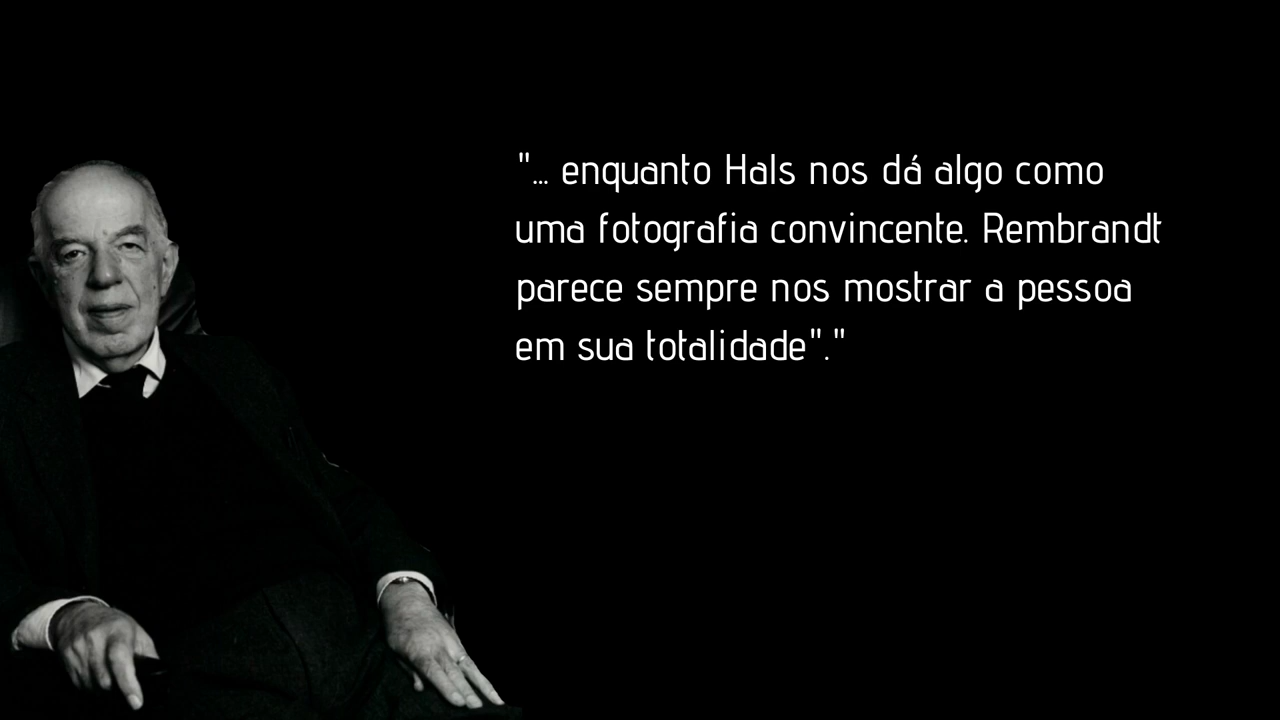 "... enquanto Hals nos dá algo como
uma fotografia convincente. Rembrandt
parece sempre nos mostrar a pessoa
em sua totalidade"."